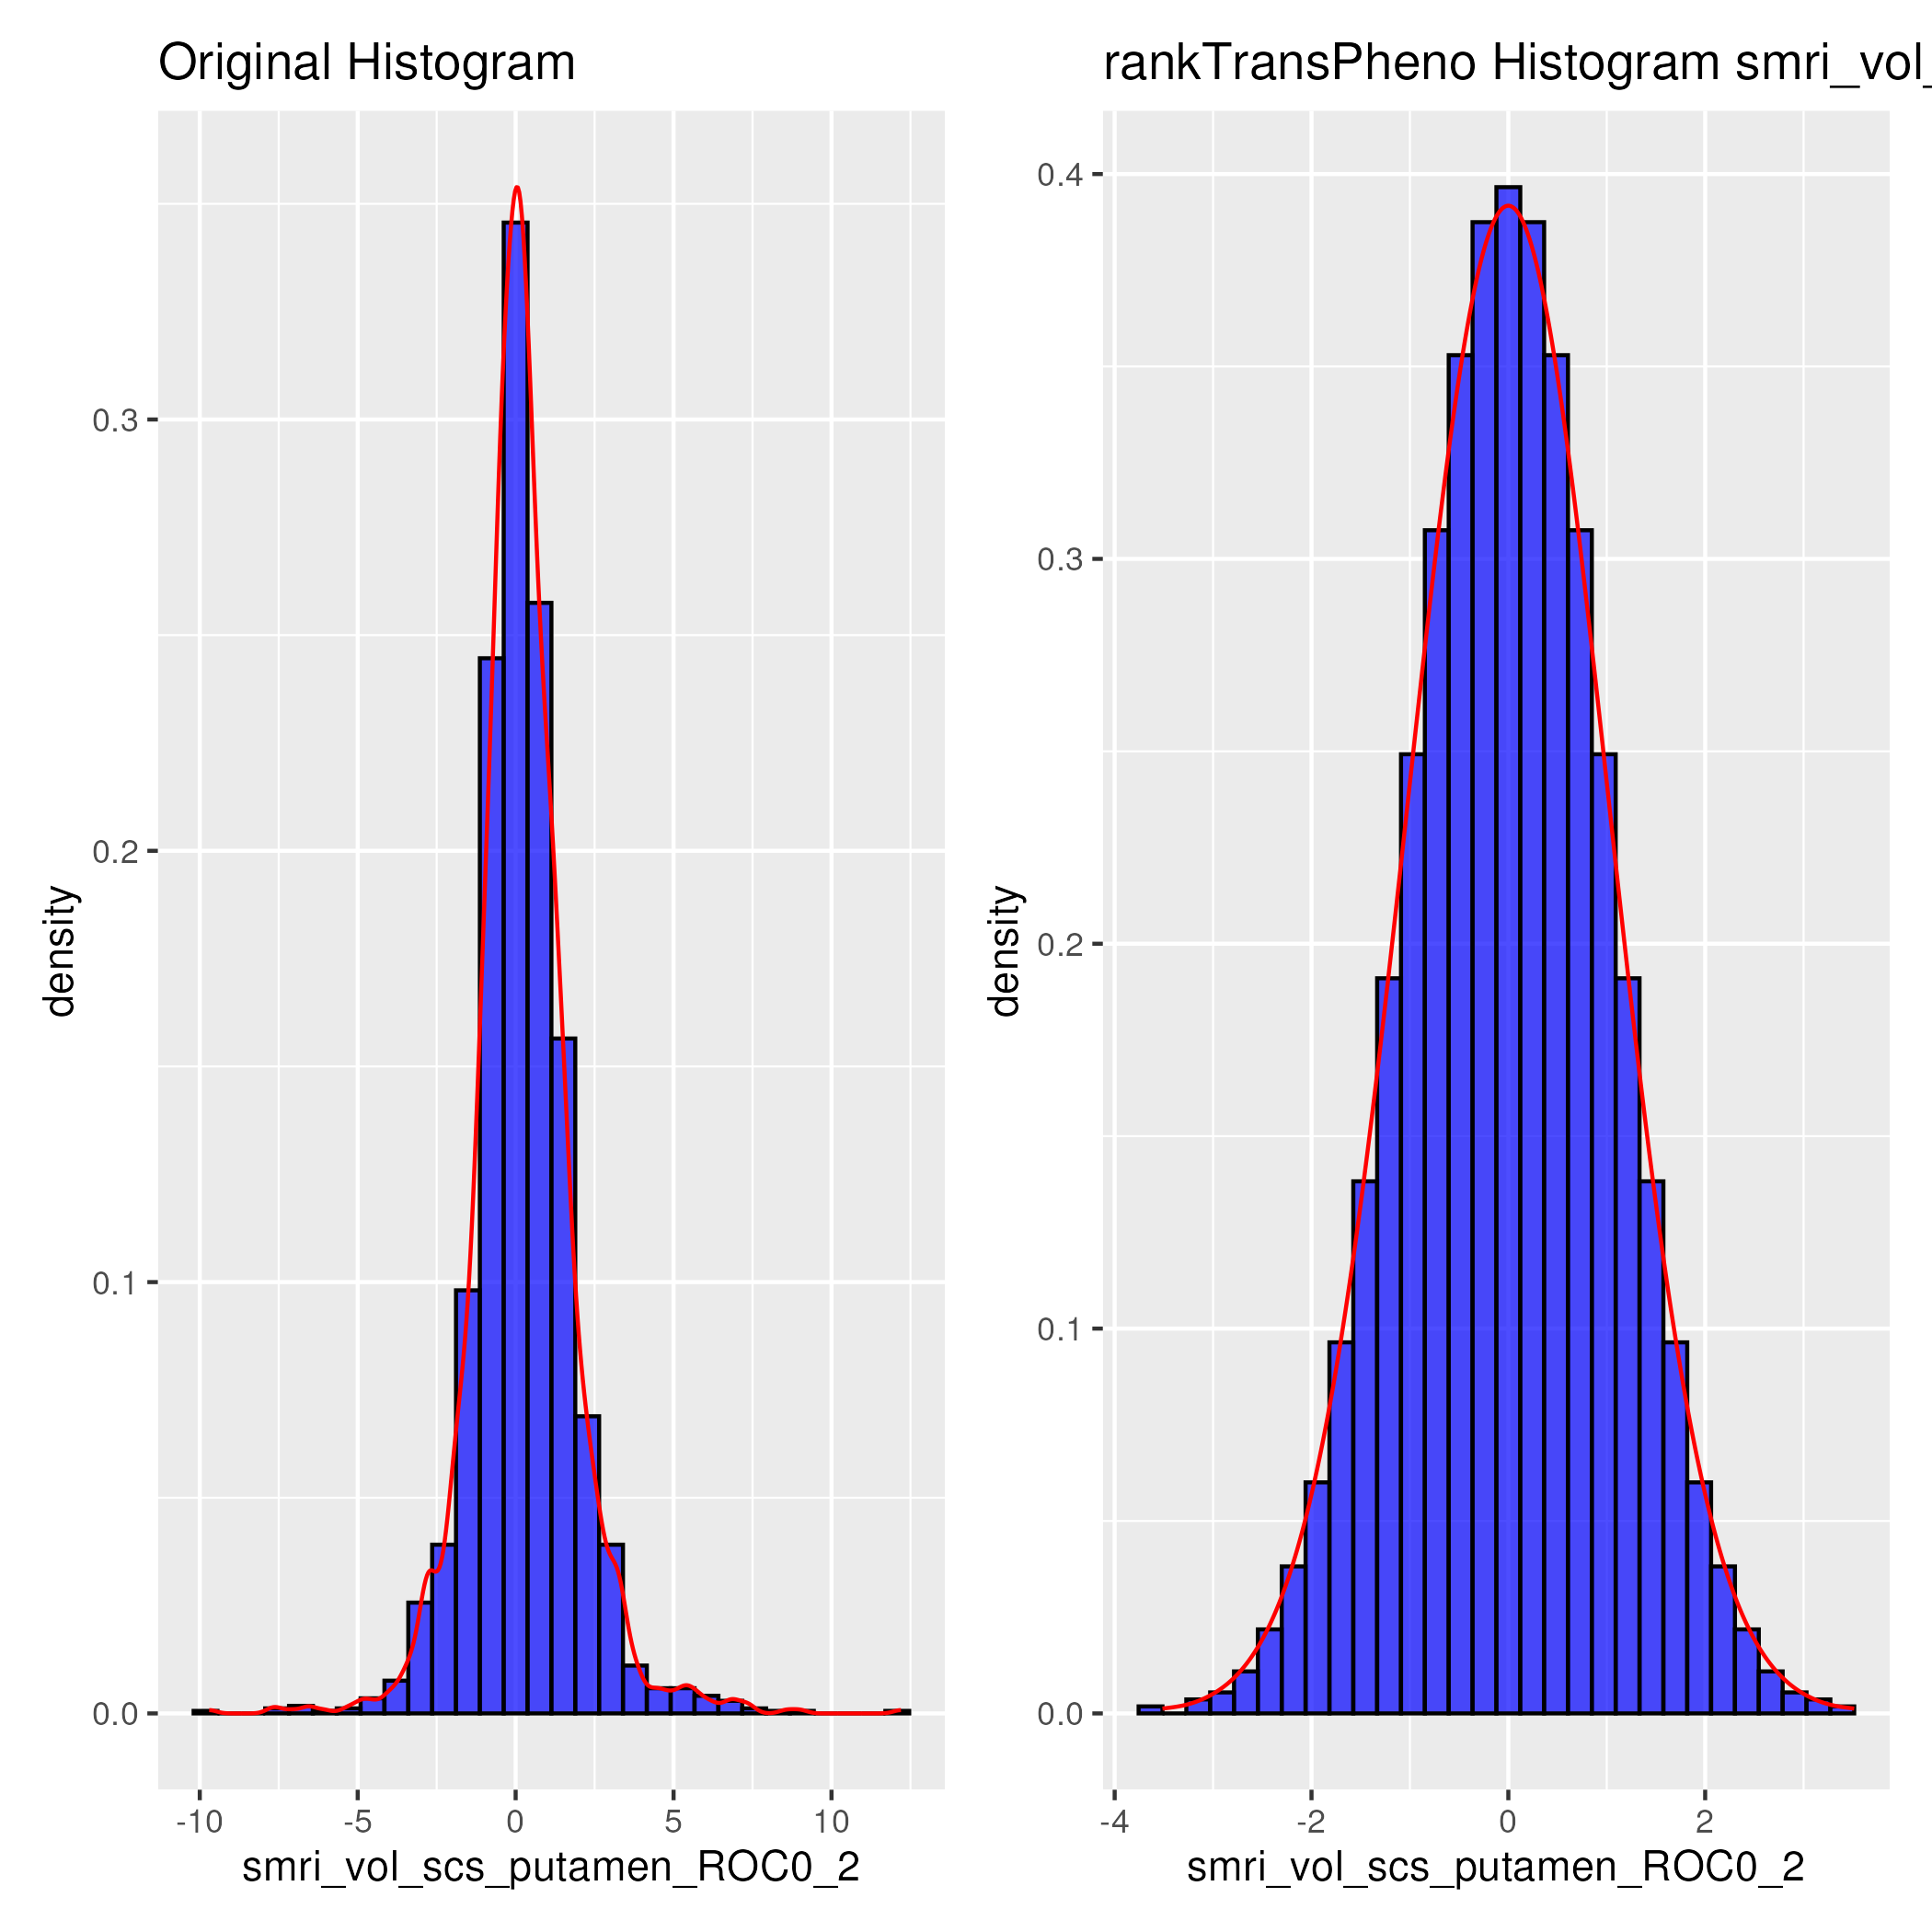 Original Histogram
density
0.3
0.2
0.1
0.0
-10 -5 0 5 10
smri_vol_scs_putamen_ROC0_2
rankTransPheno Histogram smri_vol_
density
0.4
0.3
0.2
0.1
0.0
-4 -2 0 2
smri_vol_scs_putamen_ROC0_2